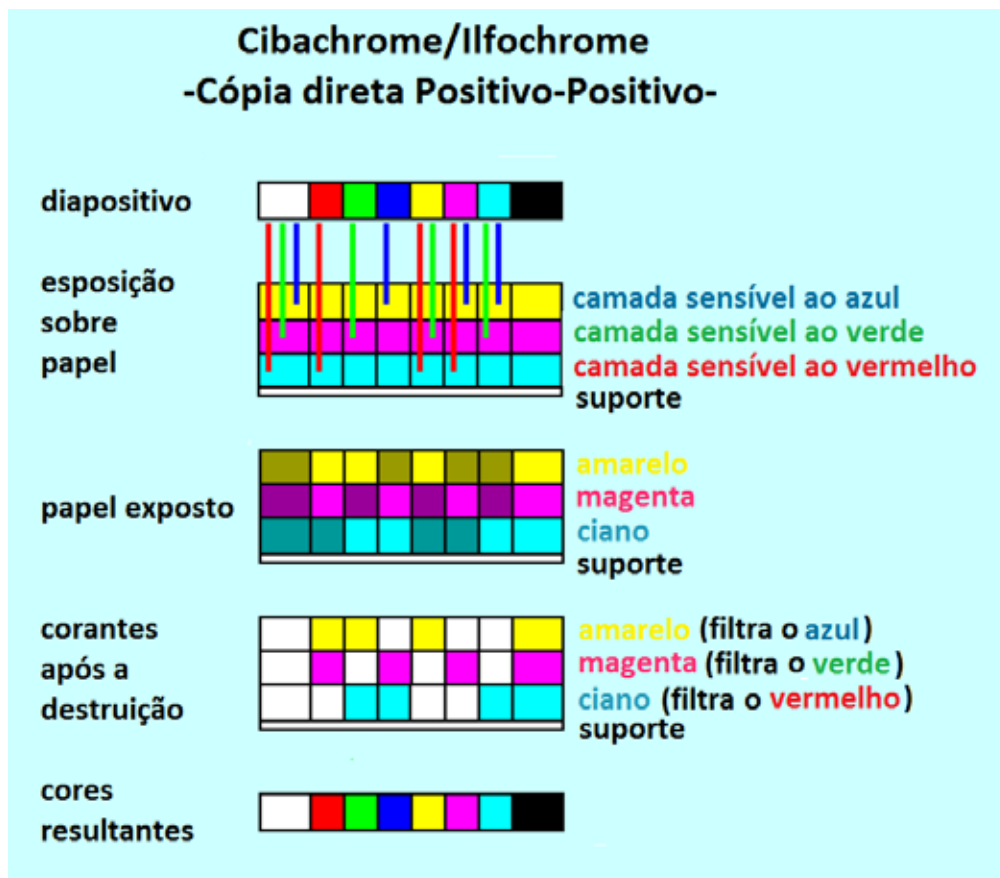 Cibachrome/Ilfochrome
-Cópia direta Positivo-Positivo-
diapositivo
esposição
sobre
papel
camada sensível ao azul
camada sensível ao verde
camada sensível ao vermelho
suporte
papel exposto
amarelo
magenta
ciano
suporte
corantes
após a
destruição
amarelo (filtra o azul)
magenta (filtra o verde)
ciano (filtra o vermelho)
suporte
cores
resultantes